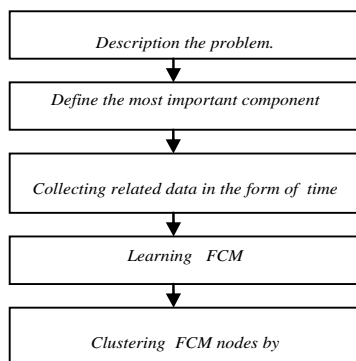 Description the problem.
Define the most important component
Collecting related data in the form of time
Learning FCM
Clustering FCM nodes by